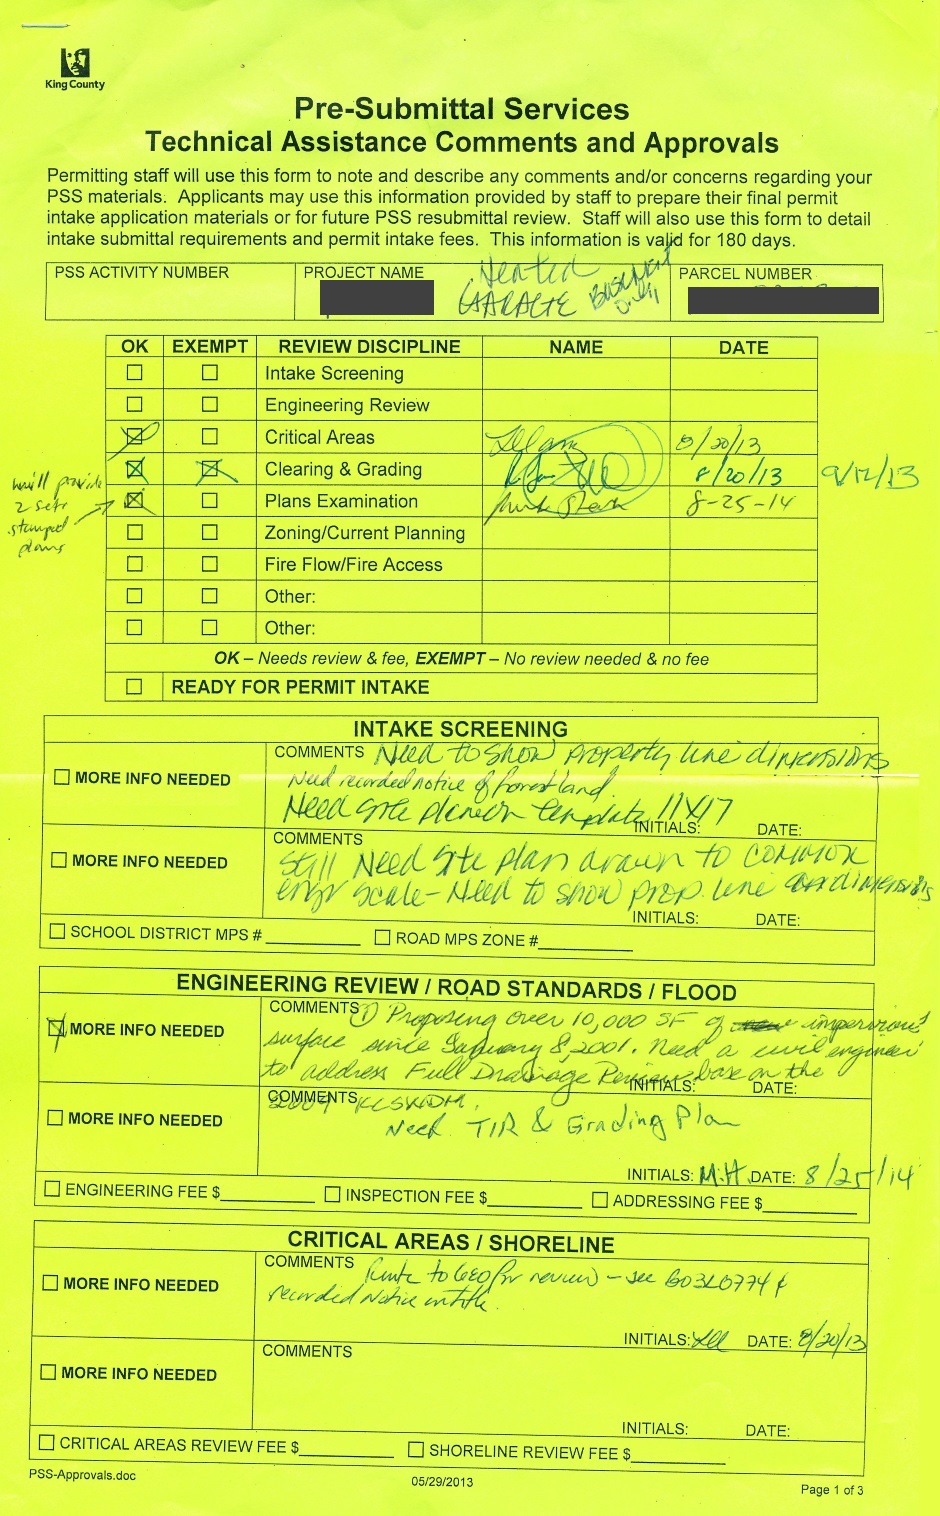 King County
Pre-Submittal Services
Technical Assistance Comments and Approvals
Permitting staff will use this form to note and describe any comments and/or concerns regarding your
PSS materials. Applicants may use this information provided by staff to prepare their final permit
intake application materials or for future PSS resubmittal review. Staff will also use this form to detail
intake submittal requirements and permit intake fees. This information is valid for 180 days.
PSS ACTIVITY NUMBER PROJECT NAME Heated PARCEL NUMBER
GARAGE Basement only
OK EXEMPT REVIEW DISCIPLINE NAME DATE
Intake Screening
Engineering Review
Critical Areas 8/20/13
Clearing & Grading 8/20/13 9/12/13
will provide
2 sets
stamped
plans
Plans Examination 8-25-14
Zoning/Current Planning
Fire Flow/Fire Access
Other:
Other:
OK – Needs review & fee, EXEMPT – No review needed & no fee
READY FOR PERMIT INTAKE
INTAKE SCREENING
MORE INFO NEEDED COMMENTS Need to show property line dimensions
Need recorded notice of forest land.
Need site plan on template 11x17
INITIALS: DATE:
MORE INFO NEEDED COMMENTS
Still Need site plan drawn to common
engr scale - Need to show prop. line dimensions
INITIALS: DATE:
SCHOOL DISTRICT MPS # ROAD MPS ZONE #
ENGINEERING REVIEW / ROAD STANDARDS / FLOOD
MORE INFO NEEDED COMMENTS ① Proposing over 10,000 SF of impervious
surface since January 8, 2001. Need a civil engineer
to address Full Drainage Review base on the
INITIALS: DATE:
2009 KCSWDM.
MORE INFO NEEDED COMMENTS
Need TIR & Grading Plan
INITIALS: M.H. DATE: 8/25/14
ENGINEERING FEE $ INSPECTION FEE $ ADDRESSING FEE $
CRITICAL AREAS / SHORELINE
MORE INFO NEEDED COMMENTS Route to GEO for review - see B03L0774 &
recorded Notice on title.
INITIALS: DATE: 8/20/13
MORE INFO NEEDED COMMENTS
INITIALS: DATE:
CRITICAL AREAS REVIEW FEE $ SHORELINE REVIEW FEE $
PSS-Approvals.doc 05/29/2013 Page 1 of 3